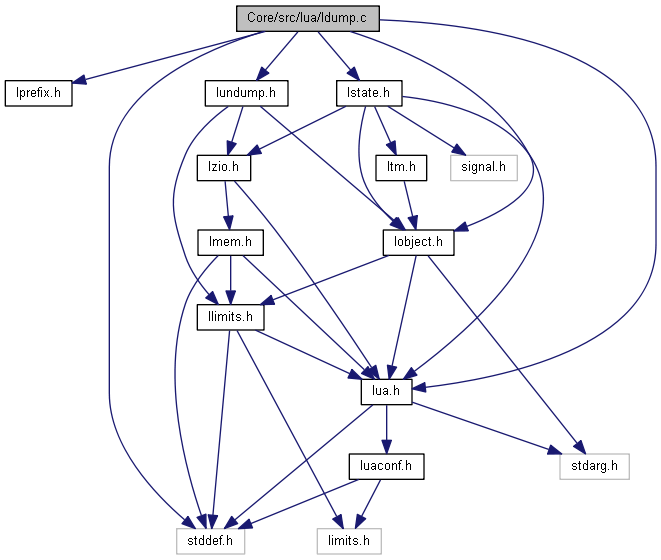 Core/src/lua/ldump.c
lprefix.h
lundump.h
lstate.h
lzio.h
ltm.h
signal.h
lmem.h
lobject.h
llimits.h
lua.h
luaconf.h
stdarg.h
stddef.h
limits.h